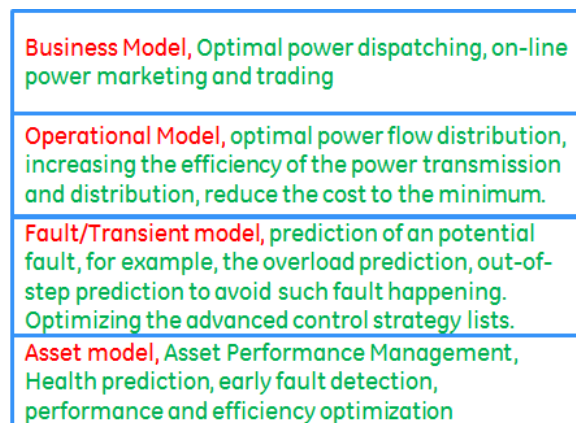 Business Model, Optimal power dispatching, on-line
power marketing and trading
Operational Model, optimal power flow distribution,
increasing the efficiency of the power transmission
and distribution, reduce the cost to the minimum.
Fault/Transient model, prediction of an potential
fault, for example, the overload prediction, out-of-
step prediction to avoid such fault happening.
Optimizing the advanced control strategy lists.
Asset model, Asset Performance Management,
Health prediction, early fault detection,
performance and efficiency optimization